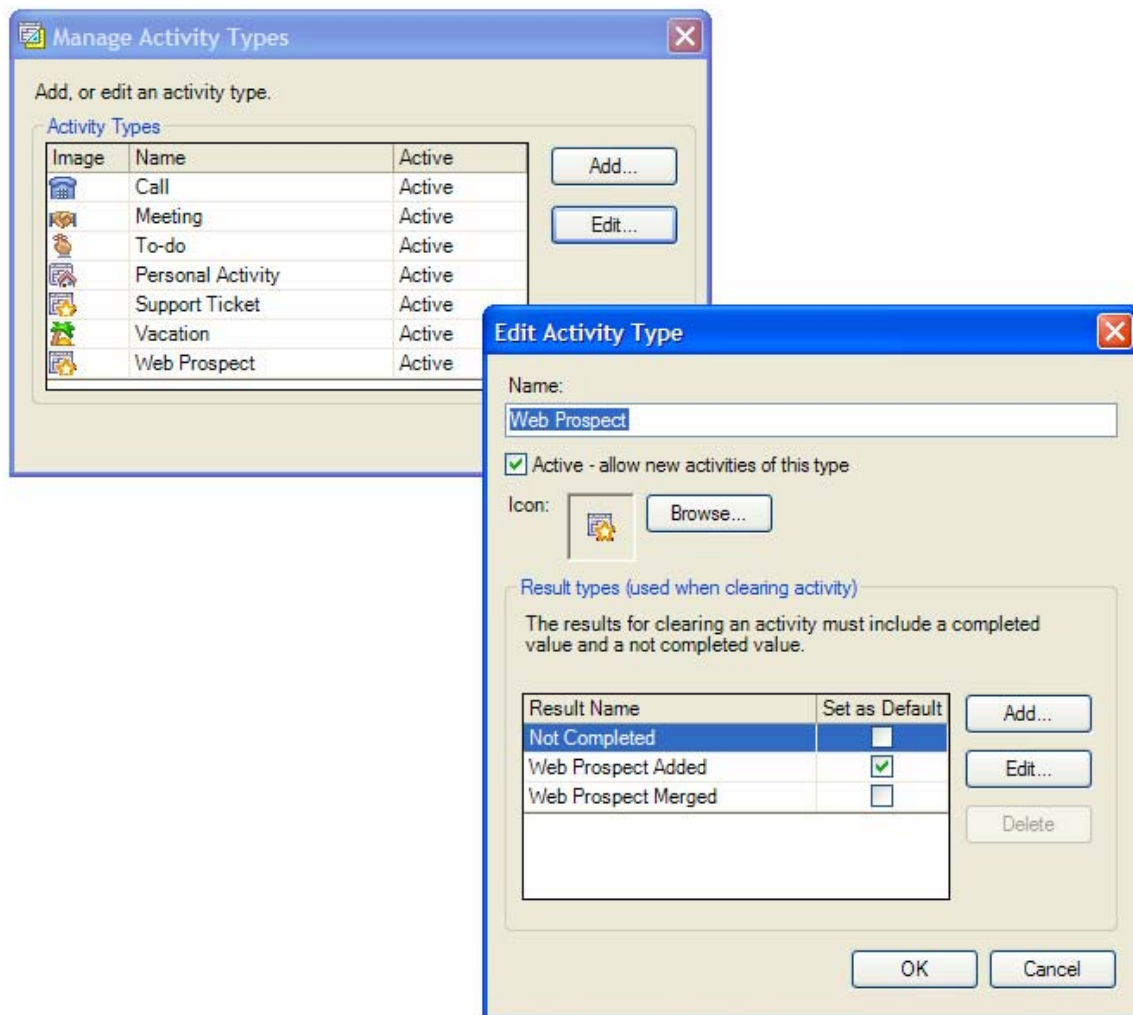 Manage Activity Types
Add, or edit an activity type.
Activity Types
Image Name Active
Call Active
Meeting Active
To-do Active
Personal Activity Active
Support Ticket Active
Vacation Active
Web Prospect Active
Add...
Edit...
Edit Activity Type
Name:
Web Prospect
Active - allow new activities of this type
Icon:
Browse...
Result types (used when clearing activity)
The results for clearing an activity must include a completed
value and a not completed value.
Result Name Set as Default
Not Completed
Web Prospect Added
Web Prospect Merged
Add...
Edit...
Delete
OK Cancel